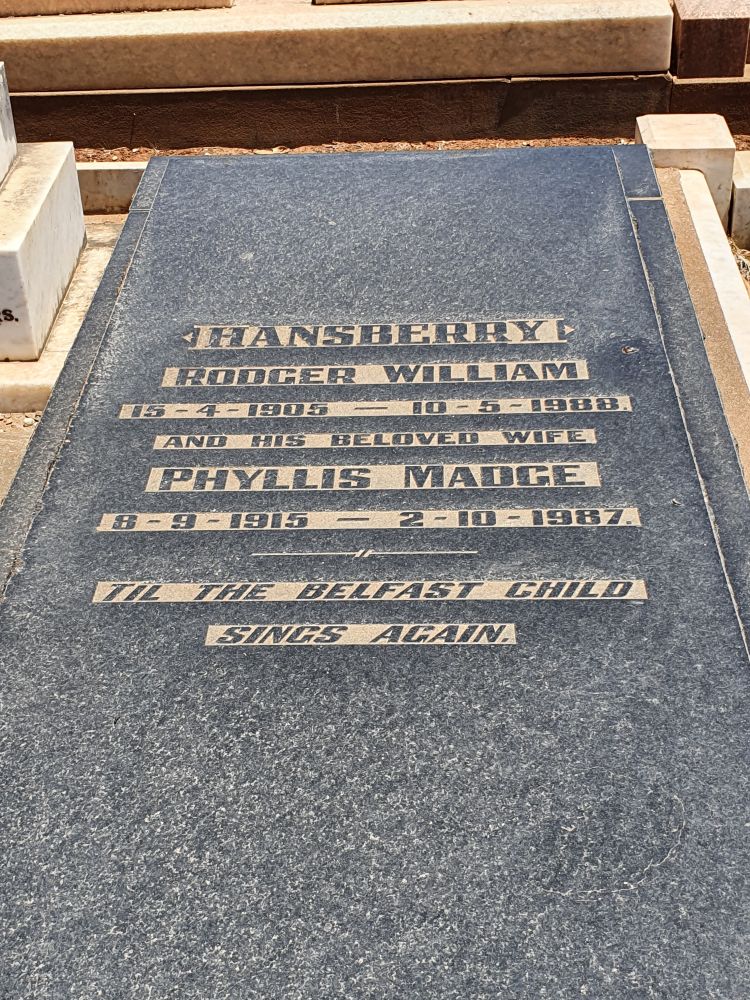 HANSBERRY
RODGER WILLIAM
15-4-1905 — 10-5-1988.
AND HIS BELOVED WIFE
PHYLLIS MADGE
8-9-1915 — 2-10-1987.
TIL THE BELFAST CHILD
SINGS AGAIN.